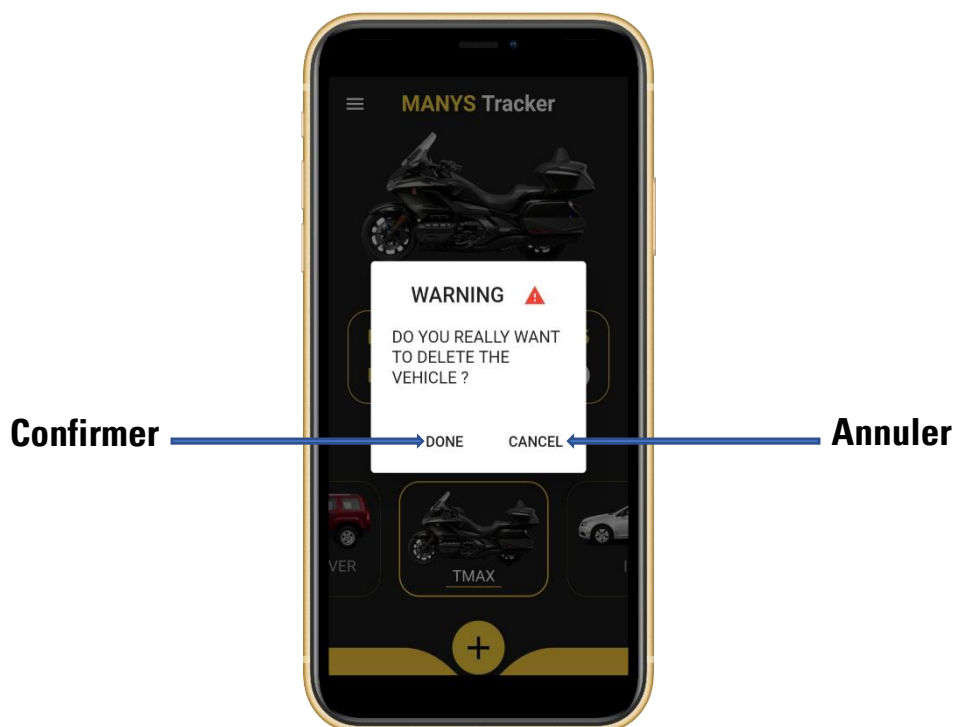 MANYS Tracker
WARNING
DO YOU REALLY WANT
TO DELETE THE
VEHICLE ?
Confirmer
DONE
CANCEL
Annuler
VER
TMAX